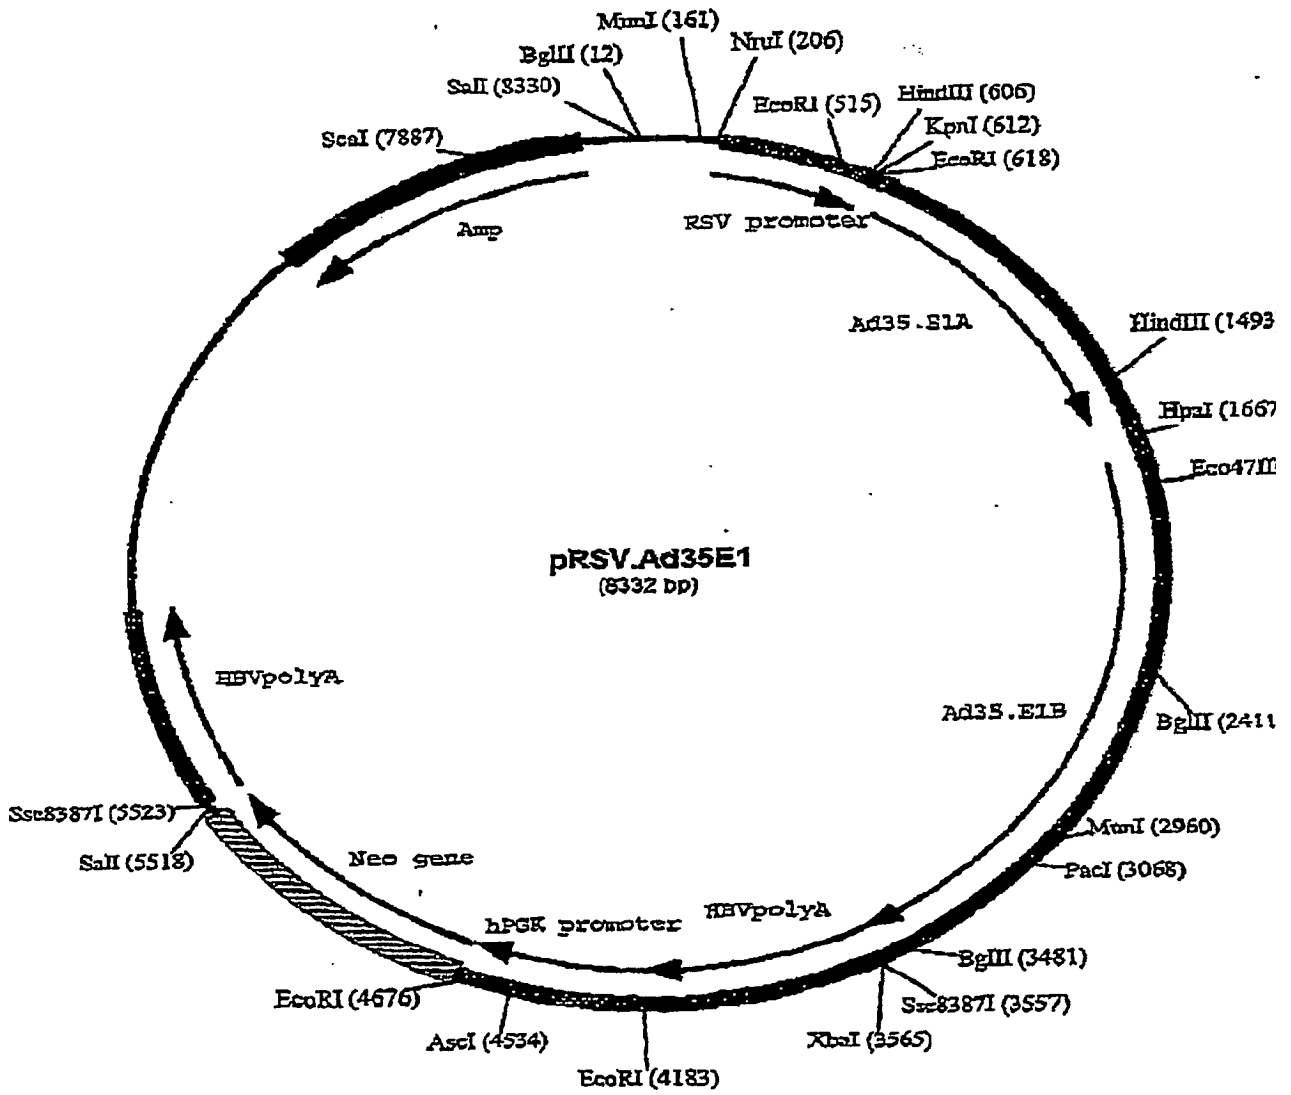 MunI (161)
NruI (206)
BglII (12)
SalI (8330)
EcoRI (515)
HindIII (606)
KpnI (612)
EcoRI (618)
ScaI (7887)
Amp
RSV promoter
Ad35.E1A
HindIII (1493
HpaI (1667
Eco47III
pRSV.Ad35E1
(8332 bp)
HBVpolyA
Ad35.E1B
BglII (2411
Sse8387I (5523)
SalI (5518)
MunI (2960)
PacI (3068)
Neo gene
hPGK promoter
HBVpolyA
BglII (3481)
Sse8387I (3557)
XbaI (3565)
EcoRI (4676)
AscI (4534)
EcoRI (4183)